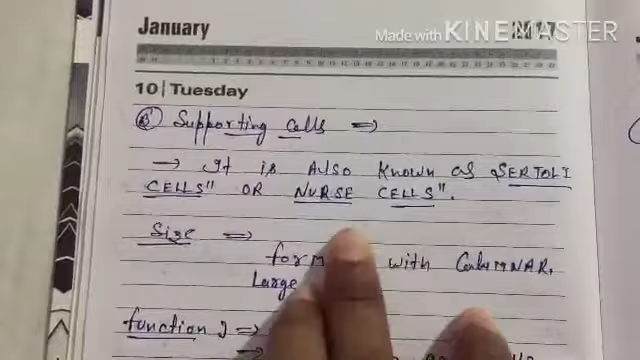 January
Made with KINEMASTER
10 | Tuesday
B Supporting cells ⇒
→ It is Also known as "SERTOLI
CELLS" OR NURSE CELLS".
Size ⇒
form with ColuMNAR,
Large
function ⇒